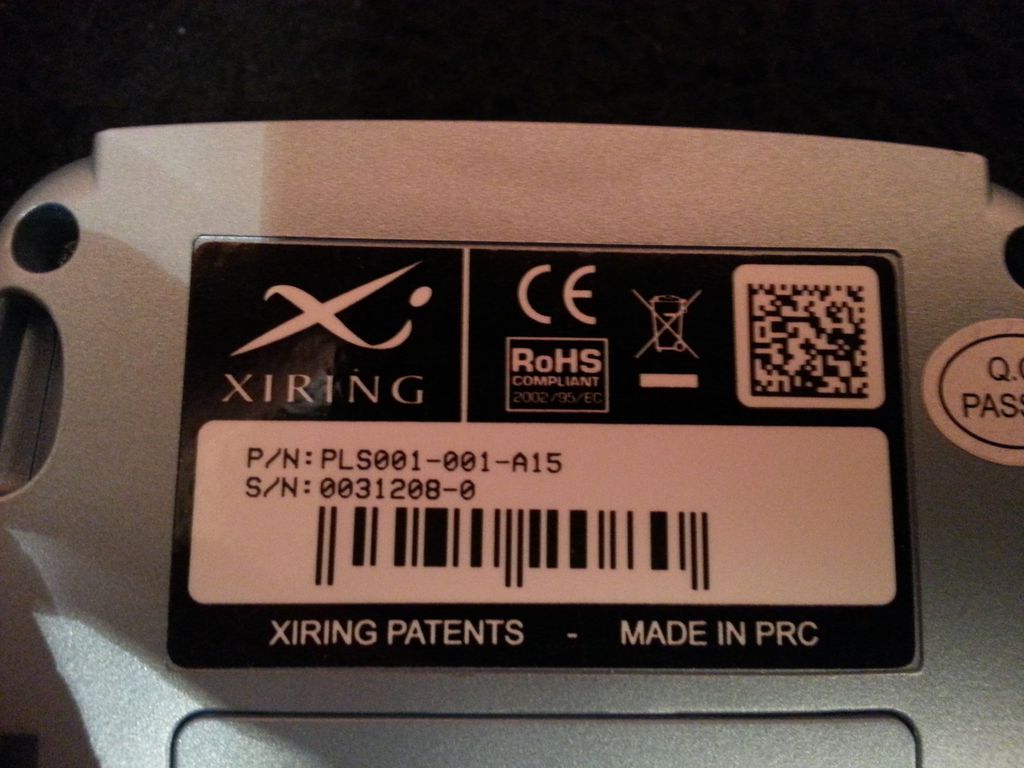 XIRING
CE
RoHS
COMPLIANT
2002/95/EC
P/N:PLS001-001-A15
S/N:0031208-0
XIRING PATENTS - MADE IN PRC